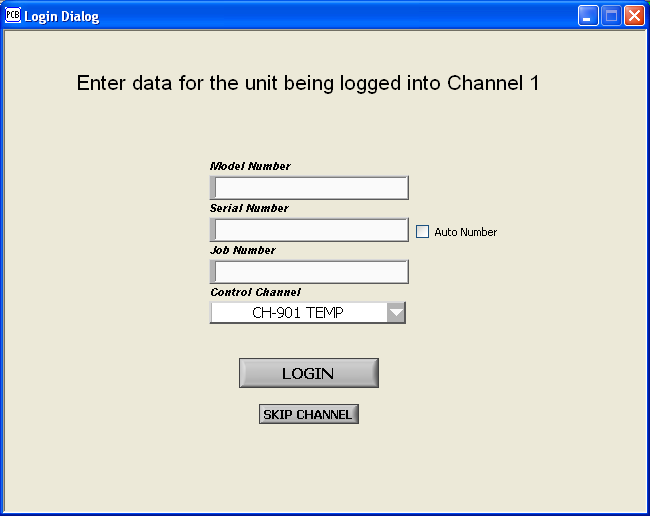 PCB Login Dialog
Enter data for the unit being logged into Channel 1
Model Number
Serial Number
Auto Number
Job Number
Control Channel
CH-901 TEMP
LOGIN
SKIP CHANNEL